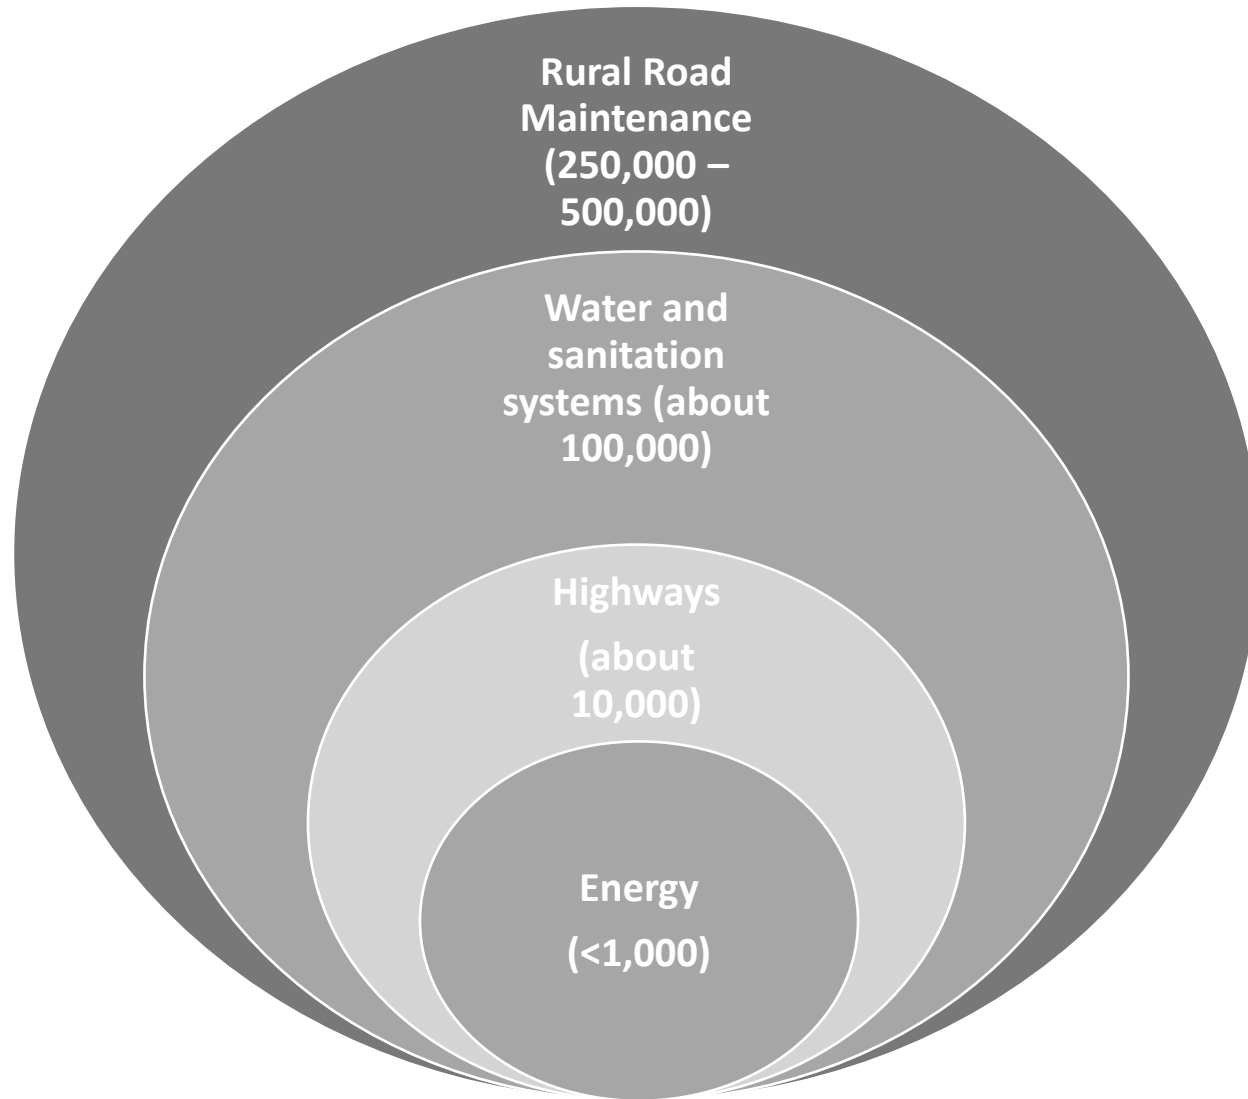 Rural Road
Maintenance
(250,000 –
500,000)
Water and
sanitation
systems (about
100,000)
Highways
(about
10,000)
Energy
(<1,000)